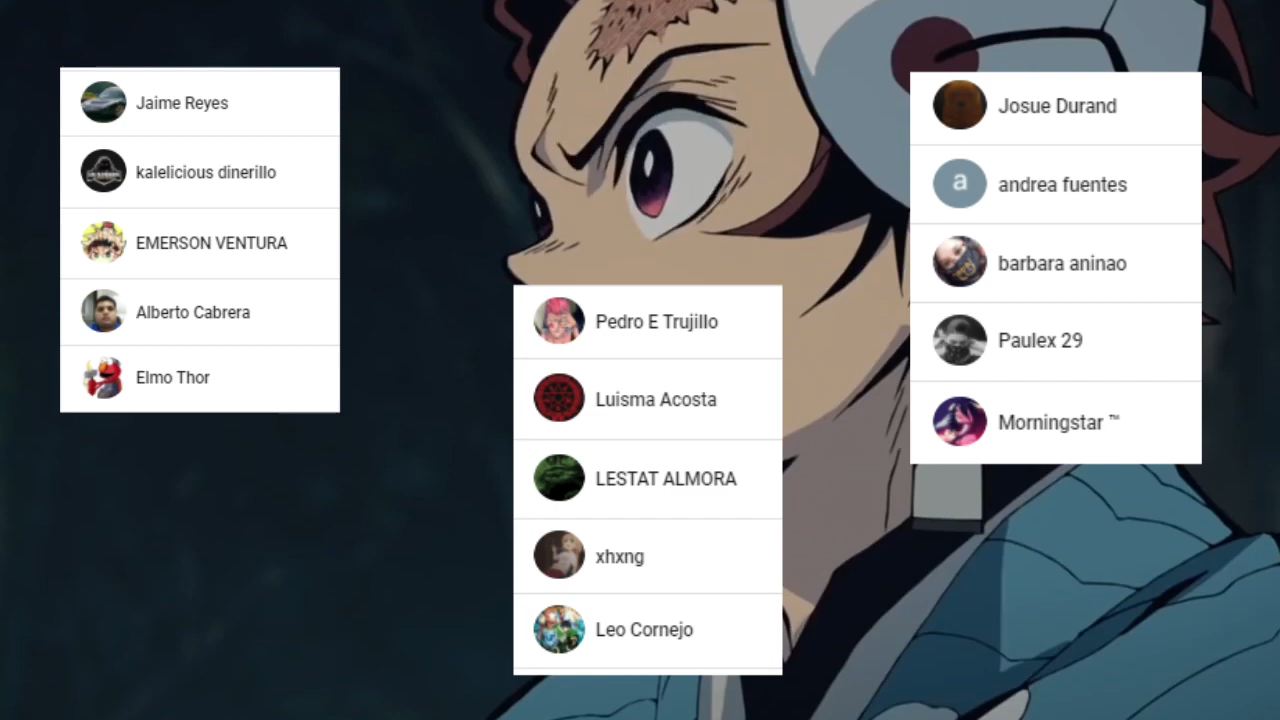 Jaime Reyes
kalelicious dinerillo
EMERSON VENTURA
Alberto Cabrera
Elmo Thor
Pedro E Trujillo
Luisma Acosta
LESTAT ALMORA
xhxng
Leo Cornejo
Josue Durand
a
andrea fuentes
barbara aninao
Paulex 29
Morningstar ™